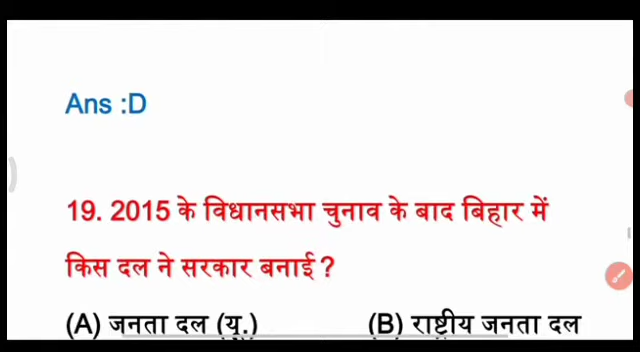 Ans :D
19. 2015 के विधानसभा चुनाव के बाद बिहार में
किस दल ने सरकार बनाई ?
(A) जनता दल (यू.) (B) राष्ट्रीय जनता दल